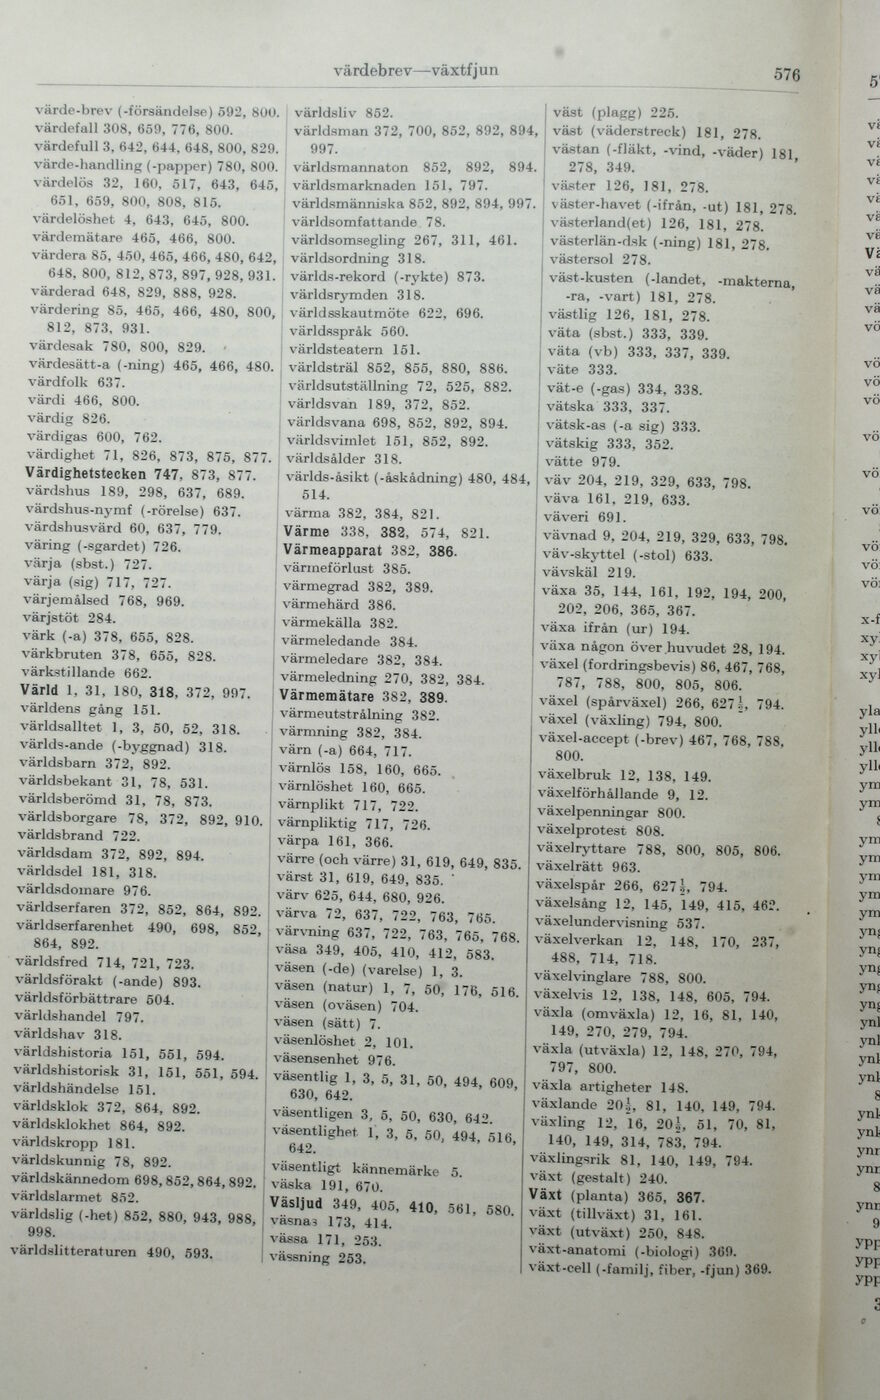 värdebrev—växtfjun
576
värde-brev (-försändelse) 592, 800.
värdefall 308, 659, 776, 800.
värdefull 3, 642, 644, 648, 800, 829.
värde-handling (-papper) 780, 800.
värdelös 32, 160, 517, 643, 645,
651, 659, 800, 808, 815.
värdelöshet 4, 643, 645, 800.
värdemätare 465, 466, 800.
värdera 85, 450, 465, 466, 480, 642,
648, 800, 812, 873, 897, 928, 931.
värderad 648, 829, 888, 928.
värdering 85, 465, 466, 480, 800,
812, 873, 931.
värdesak 780, 800, 829.
värdesätt-a (-ning) 465, 466, 480.
värdfolk 637.
värdi 466, 800.
värdig 826.
värdigas 600, 762.
värdighet 71, 826, 873, 875, 877.
Värdighetstecken 747, 873, 877.
värdshus 189, 298, 637, 689.
värdshus-nymf (-rörelse) 637.
värdshusvärd 60, 637, 779.
väring (-sgardet) 726.
värja (sbst.) 727.
värja (sig) 717, 727.
värjemålsed 768, 969.
värjstöt 284.
värk (-a) 378, 655, 828.
värkbruten 378, 655, 828.
värkstillande 662.
Värld 1, 31, 180, 318, 372, 997.
världens gång 151.
världsalltet 1, 3, 50, 52, 318.
världs-ande (-byggnad) 318.
världsbarn 372, 892.
världsbekant 31, 78, 531.
världsberömd 31, 78, 873.
världsborgare 78, 372, 892, 910.
världsbrand 722.
världsdam 372, 892, 894.
världsdel 181, 318.
världsdomare 976.
världserfaren 372, 852, 864, 892.
världserfarenhet 490, 698, 852,
864, 892.
världsfred 714, 721, 723.
världsförakt (-ande) 893.
världsförbättrare 504.
världshandel 797.
världshav 318.
världshistoria 151, 551, 594.
världshistorisk 31, 151, 551, 594.
världshändelse 151.
världsklok 372, 864, 892.
världsklokhet 864, 892.
världskropp 181.
världskunnig 78, 892.
världskännedom 698, 852, 864, 892,
världslarmet 852.
världslig (-het) 852, 880, 943, 988,
998.
världslitteraturen 490, 593.
världsliv 852.
världsman 372, 700, 852, 892, 894,
997.
världsmannaton 852, 892, 894.
världsmarknaden 151, 797.
världsmänniska 852, 892, 894, 997.
världsomfattande 78.
världsomsegling 267, 311, 461.
världsordning 318.
världs-rekord (-rykte) 873.
världsrymden 318.
världsskautmöte 622, 696.
världsspråk 560.
världsteatern 151.
världsträl 852, 855, 880, 886.
världsutställning 72, 525, 882.
världsvan 189, 372, 852.
världsvana 698, 852, 892, 894.
världsvimlet 151, 852, 892.
världsålder 318.
världs-åsikt (-åskådning) 480, 484,
514.
värma 382, 384, 821.
Värme 338, 382, 574, 821.
Värmeapparat 382, 386.
värmeförlust 385.
värmegrad 382, 389.
värmehärd 386.
värmekälla 382.
värmeledande 384.
värmeledare 382, 384.
värmeledning 270, 382, 384.
Värmemätare 382, 389.
värmeutstrålning 382.
värmning 382, 384.
värn (-a) 664, 717.
värnlös 158, 160, 665.
värnlöshet 160, 665.
värnplikt 717, 722.
värnpliktig 717, 726.
värpa 161, 366.
värre (och värre) 31, 619, 649, 835.
värst 31, 619, 649, 835.
värv 625, 644, 680, 926.
värva 72, 637, 722, 763, 765.
värvning 637, 722, 763, 765, 768.
väsa 349, 405, 410, 412, 583.
väsen (-de) (varelse) 1, 3.
väsen (natur) 1, 7, 50, 176, 516.
väsen (oväsen) 704.
väsen (sätt) 7.
väsenlöshet 2, 101.
väsensenhet 976.
väsentlig 1, 3, 5, 31, 50, 494, 609,
630, 642.
väsentligen 3, 5, 50, 630, 642.
väsentlighet 1, 3, 5, 50, 494, 516,
642.
väsentligt kännemärke 5.
väska 191, 670.
Väsljud 349, 405, 410, 561, 580.
väsnas 173, 414.
vässa 171, 253.
vässning 253.
väst (plagg) 225.
väst (väderstreck) 181, 278.
västan (-fläkt, -vind, -väder) 181,
278, 349.
väster 126, 181, 278.
väster-havet (-ifrån, -ut) 181, 278.
västerland(et) 126, 181, 278.
västerlän-dsk (-ning) 181, 278.
västersol 278.
väst-kusten (-landet, -makterna,
-ra, -vart) 181, 278.
västlig 126, 181, 278.
väta (sbst.) 333, 339.
väta (vb) 333, 337, 339.
väte 333.
vät-e (-gas) 334, 338.
vätska 333, 337.
vätsk-as (-a sig) 333.
vätskig 333, 352.
vätte 979.
väv 204, 219, 329, 633, 798.
väva 161, 219, 633.
väveri 691.
vävnad 9, 204, 219, 329, 633, 798.
väv-skyttel (-stol) 633.
vävskäl 219.
växa 35, 144, 161, 192, 194, 200,
202, 206, 365, 367.
växa ifrån (ur) 194.
växa någon över huvudet 28, 194.
växel (fordringsbevis) 86, 467, 768,
787, 788, 800, 805, 806.
växel (spårväxel) 266, 627½, 794.
växel (växling) 794, 800.
växel-accept (-brev) 467, 768, 788,
800.
växelbruk 12, 138, 149.
växelförhållande 9, 12.
växelpenningar 800.
växelprotest 808.
växelryttare 788, 800, 805, 806.
växelrätt 963.
växelspår 266, 627½, 794.
växelsång 12, 145, 149, 415, 462.
växelundervisning 537.
växelverkan 12, 148, 170, 237,
488, 714, 718.
växelvinglare 788, 800.
växelvis 12, 138, 148, 605, 794.
växla (omväxla) 12, 16, 81, 140,
149, 270, 279, 794.
växla (utväxla) 12, 148, 270, 794,
797, 800.
växla artigheter 148.
växlande 20½, 81, 140, 149, 794.
växling 12, 16, 20½, 51, 70, 81,
140, 149, 314, 783, 794.
växlingsrik 81, 140, 149, 794.
växt (gestalt) 240.
Växt (planta) 365, 367.
växt (tillväxt) 31, 161.
växt (utväxt) 250, 848.
växt-anatomi (-biologi) 369.
växt-cell (-familj, fiber, -fjun) 369.